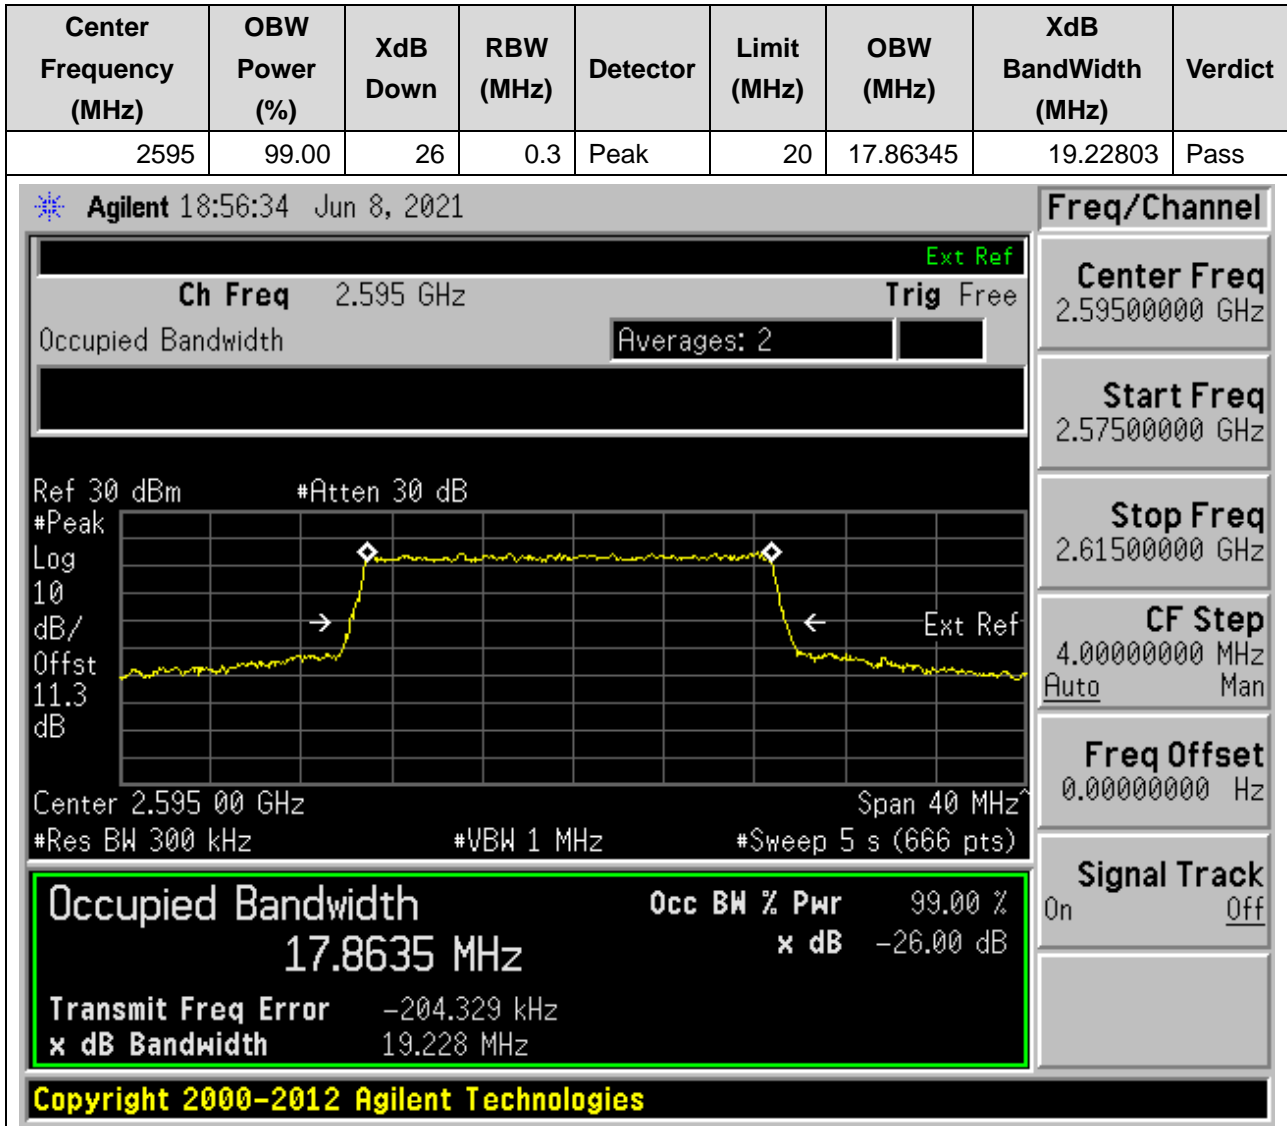 Center Frequency (MHz) OBW Power (%) XdB Down RBW (MHz) Detector Limit (MHz) OBW (MHz) XdB BandWidth (MHz) Verdict
2595 99.00 26 0.3 Peak 20 17.86345 19.22803 Pass
Agilent 18:56:34 Jun 8, 2021
Freq/Channel
Ext Ref
Ch Freq 2.595 GHz Trig Free
Occupied Bandwidth Averages: 2
Center Freq
2.59500000 GHz
Start Freq
2.57500000 GHz
Stop Freq
2.61500000 GHz
CF Step
4.00000000 MHz
Auto Man
Freq Offset
0.00000000 Hz
Signal Track
On Off
Ref 30 dBm #Atten 30 dB
#Peak
Log
10
dB/
Offst
11.3
dB
Ext Ref
Center 2.595 00 GHz Span 40 MHz^
#Res BW 300 kHz #VBW 1 MHz #Sweep 5 s (666 pts)
Occupied Bandwidth
17.8635 MHz
Occ BW % Pwr 99.00 %
x dB -26.00 dB
Transmit Freq Error -204.329 kHz
x dB Bandwidth 19.228 MHz
Copyright 2000-2012 Agilent Technologies